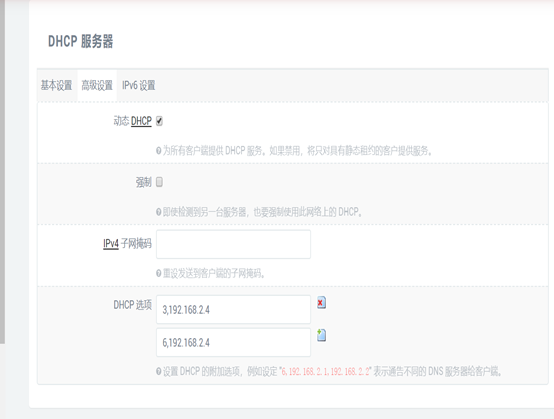 DHCP 服务器
基本设置 高级设置 IPv6 设置
动态 DHCP
为所有客户端提供 DHCP 服务。如果禁用，将只对具有静态租约的客户提供服务。
强制
即使检测到另一台服务器，也要强制使用此网络上的 DHCP。
IPv4 子网掩码
重设发送到客户端的子网掩码。
DHCP 选项 3,192.168.2.4
6,192.168.2.4
设置 DHCP 的附加选项，例如设定 "6,192.168.2.1,192.168.2.2" 表示通告不同的 DNS 服务器给客户端。